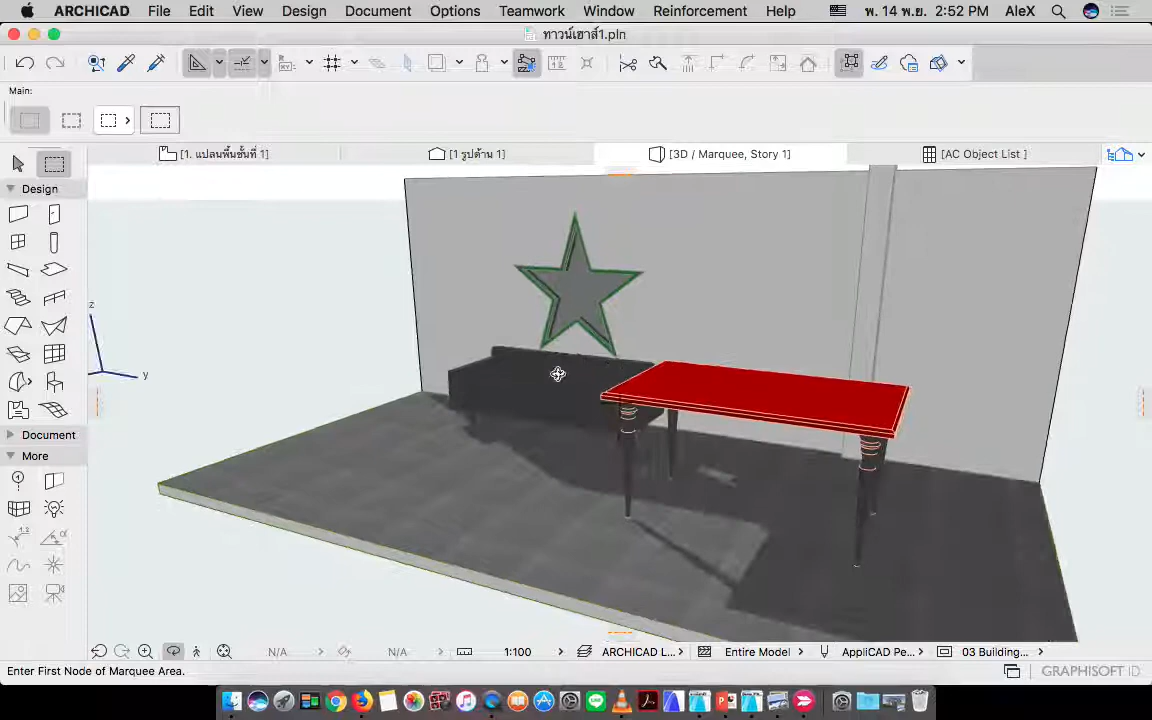 ARCHICAD File Edit View Design Document Options Teamwork Window Reinforcement Help พ. 14 พ.ย. 2:52 PM AleX
ทาวน์เฮาส์1.pln
Main:
[1. แปลนพื้นชั้นที่ 1] [1 รูปด้าน 1] [3D / Marquee, Story 1] [AC Object List ]
Design
z
y
Document
More
1
1.2
N/A N/A 1:100 ARCHICAD L... Entire Model AppliCAD Pe... 03 Building...
Enter First Node of Marquee Area. GRAPHISOFT ID